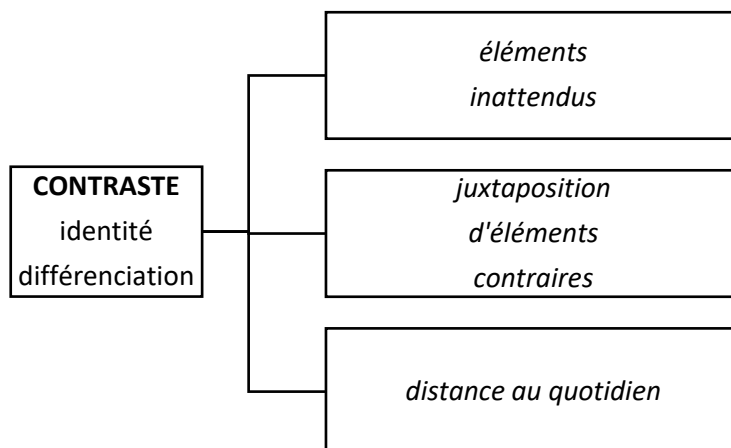 CONTRASTE
identité
différenciation
éléments
inattendus
juxtaposition
d'éléments
contraires
distance au quotidien